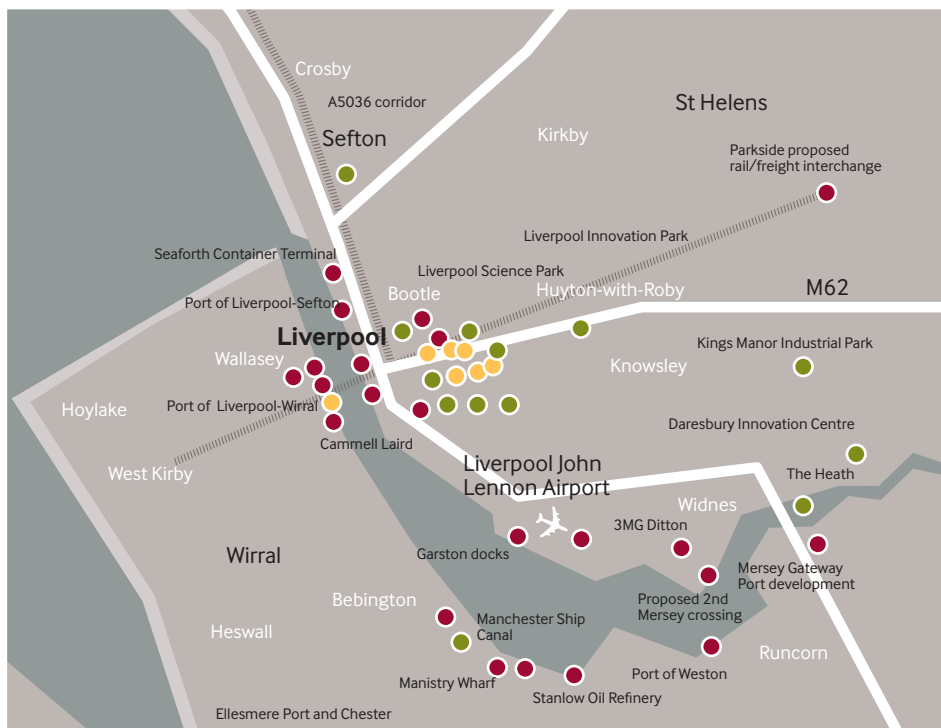 Crosby
A5036 corridor
St Helens
Sefton
Kirkby
Parkside proposed
rail/freight interchange
Liverpool Innovation Park
Seaforth Container Terminal
Liverpool Science Park
Huyton-with-Roby
M62
Bootle
Port of Liverpool-Sefton
Liverpool
Kings Manor Industrial Park
Wallasey
Knowsley
Hoylake
Port of Liverpool-Wirral
Daresbury Innovation Centre
Cammell Laird
West Kirby
Liverpool John
Lennon Airport
The Heath
Widnes
3MG Ditton
Garston docks
Wirral
Mersey Gateway
Port development
Proposed 2nd
Mersey crossing
Bebington
Manchester Ship
Canal
Heswall
Runcorn
Port of Weston
Manistry Wharf
Stanlow Oil Refinery
Ellesmere Port and Chester